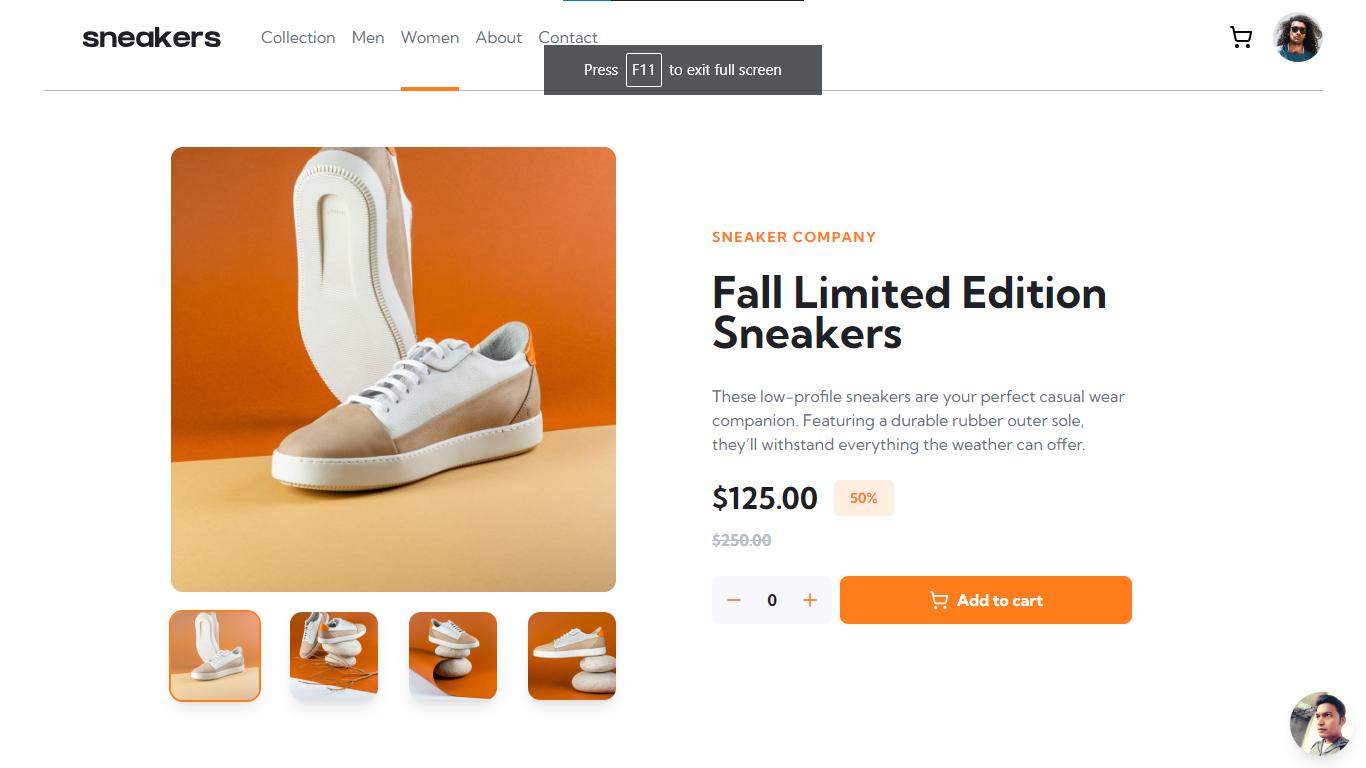 sneakers
Collection Men Women About Contact
Press F11 to exit full screen
SNEAKER COMPANY
Fall Limited Edition
Sneakers
These low-profile sneakers are your perfect casual wear
companion. Featuring a durable rubber outer sole,
they’ll withstand everything the weather can offer.
$125.00 50%
$250.00
0 Add to cart